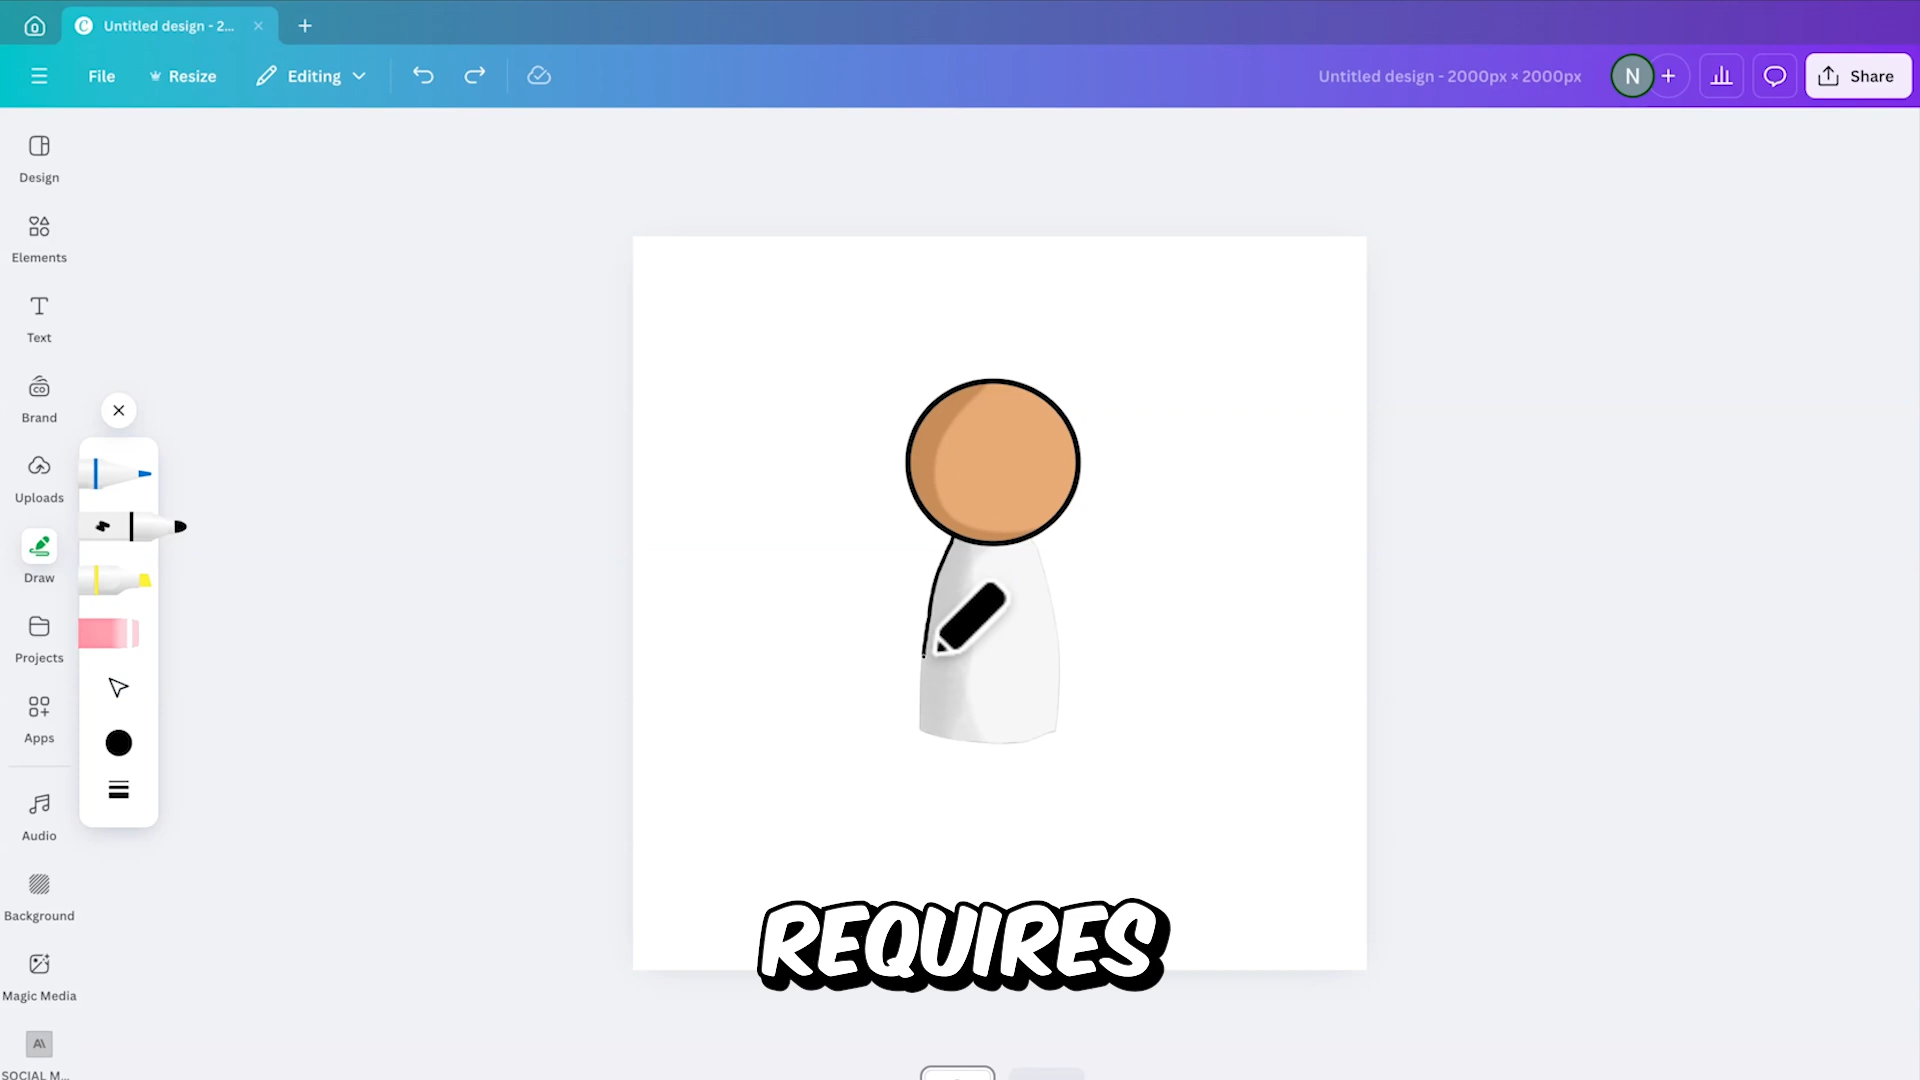 Untitled design - 2...
File
Resize
Editing
Untitled design - 2000px × 2000px
N
Share
Design
Elements
Text
Brand
Uploads
Draw
Projects
Apps
Audio
Background
Magic Media
SOCIAL M...
REQUIRES